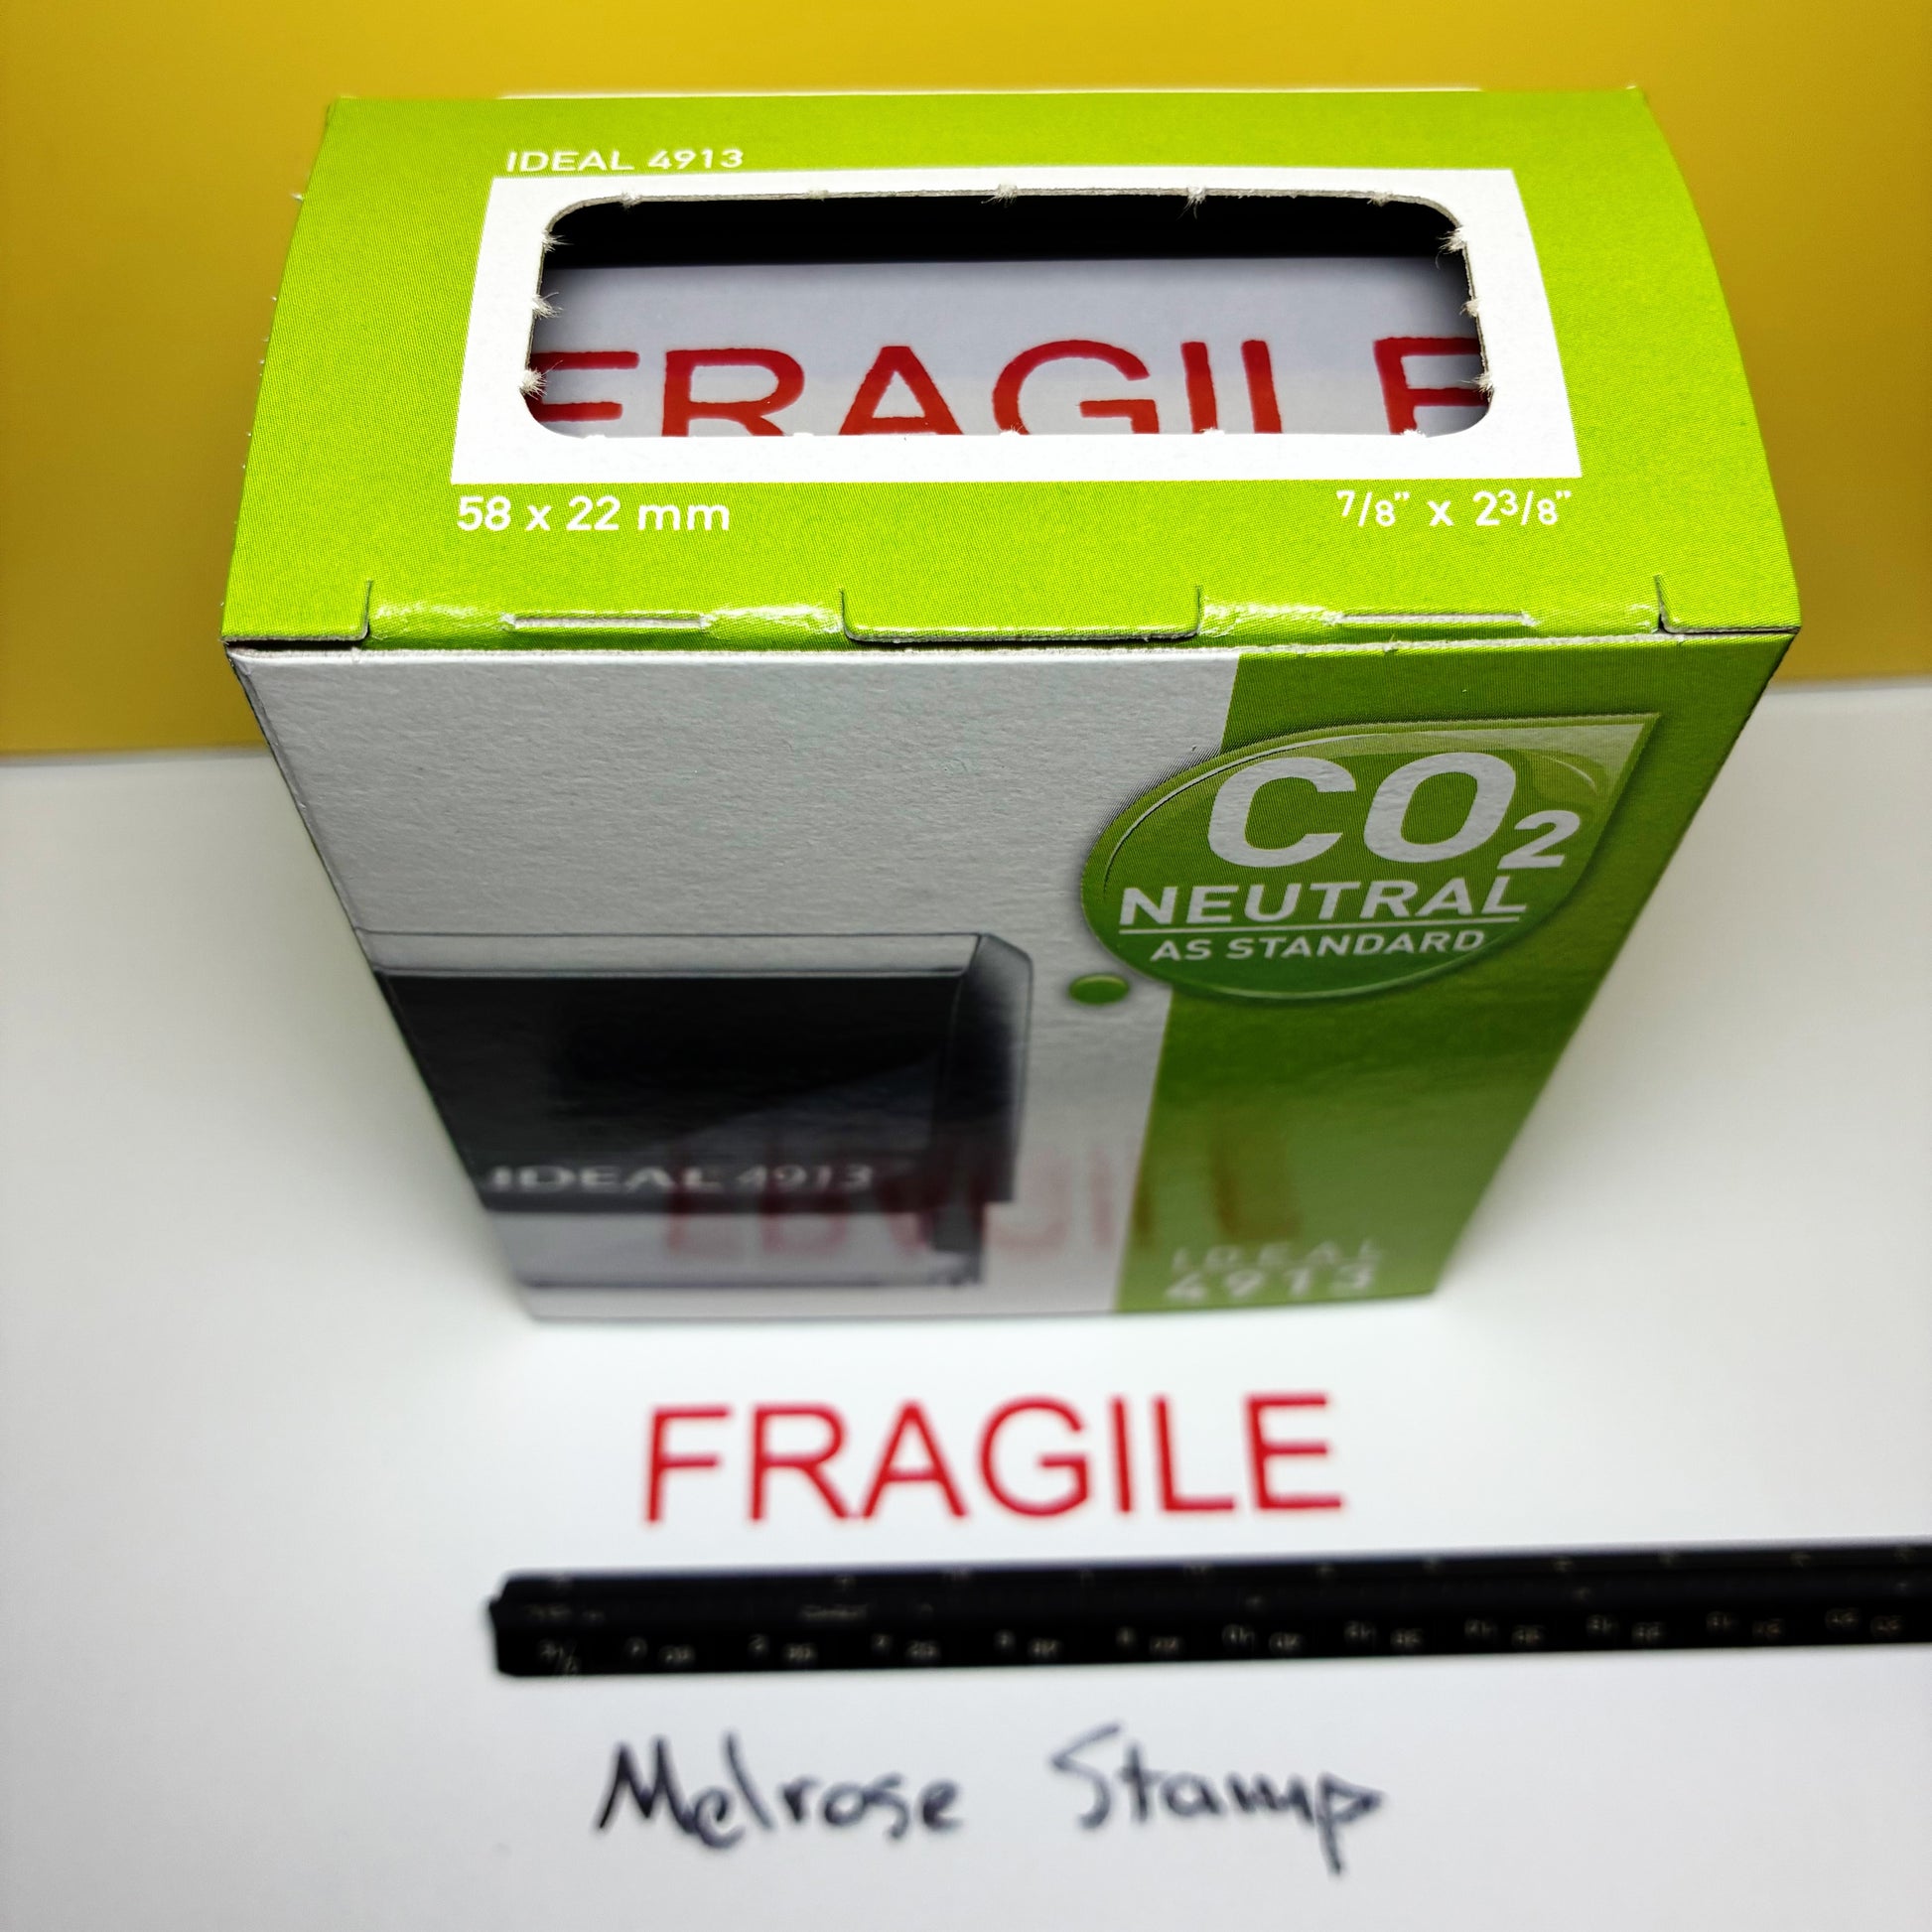 IDEAL 4913
FRAGILE
58 x 22 mm
7/8” x 23/8”
CO2
NEUTRAL
AS STANDARD
IDEAL 4913
IDEAL
4913
FRAGILE
Melrose Stamp